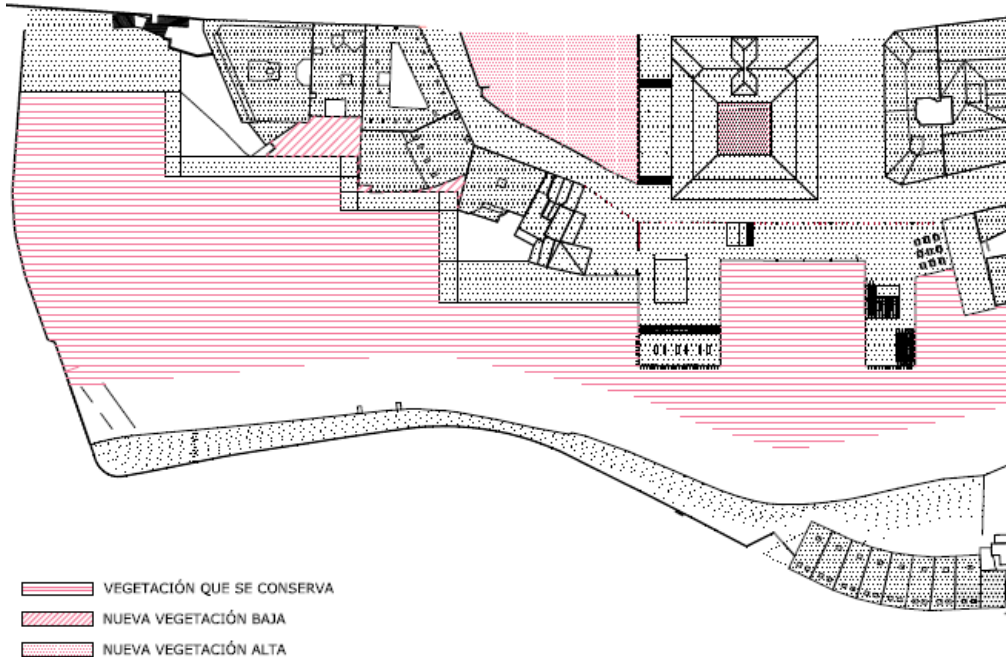 VEGETACIÓN QUE SE CONSERVA
NUEVA VEGETACIÓN BAJA
NUEVA VEGETACIÓN ALTA